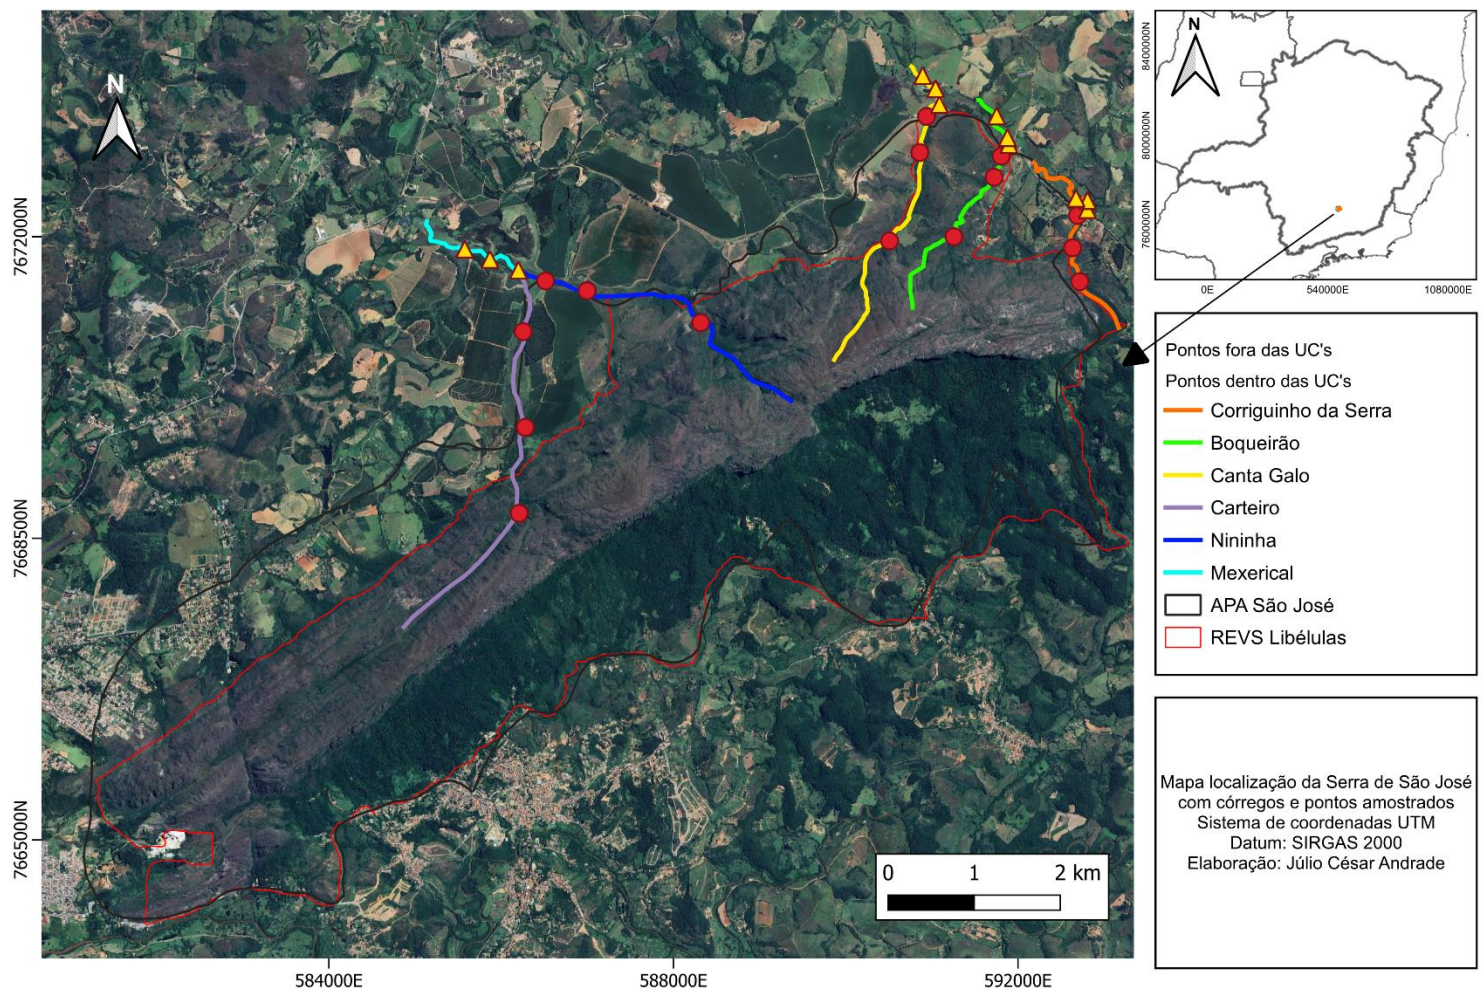 N
7672000N
7668500N
7665000N
584000E
588000E
592000E
0
1
2 km
N
8400000N
8000000N
7600000N
0E
540000E
1080000E
Pontos fora das UC's
Pontos dentro das UC's
Corriguinho da Serra
Boqueirão
Canta Galo
Carteiro
Nininha
Mexerical
APA São José
REVS Libélulas
Mapa localização da Serra de São José
com córregos e pontos amostrados
Sistema de coordenadas UTM
Datum: SIRGAS 2000
Elaboração: Júlio César Andrade